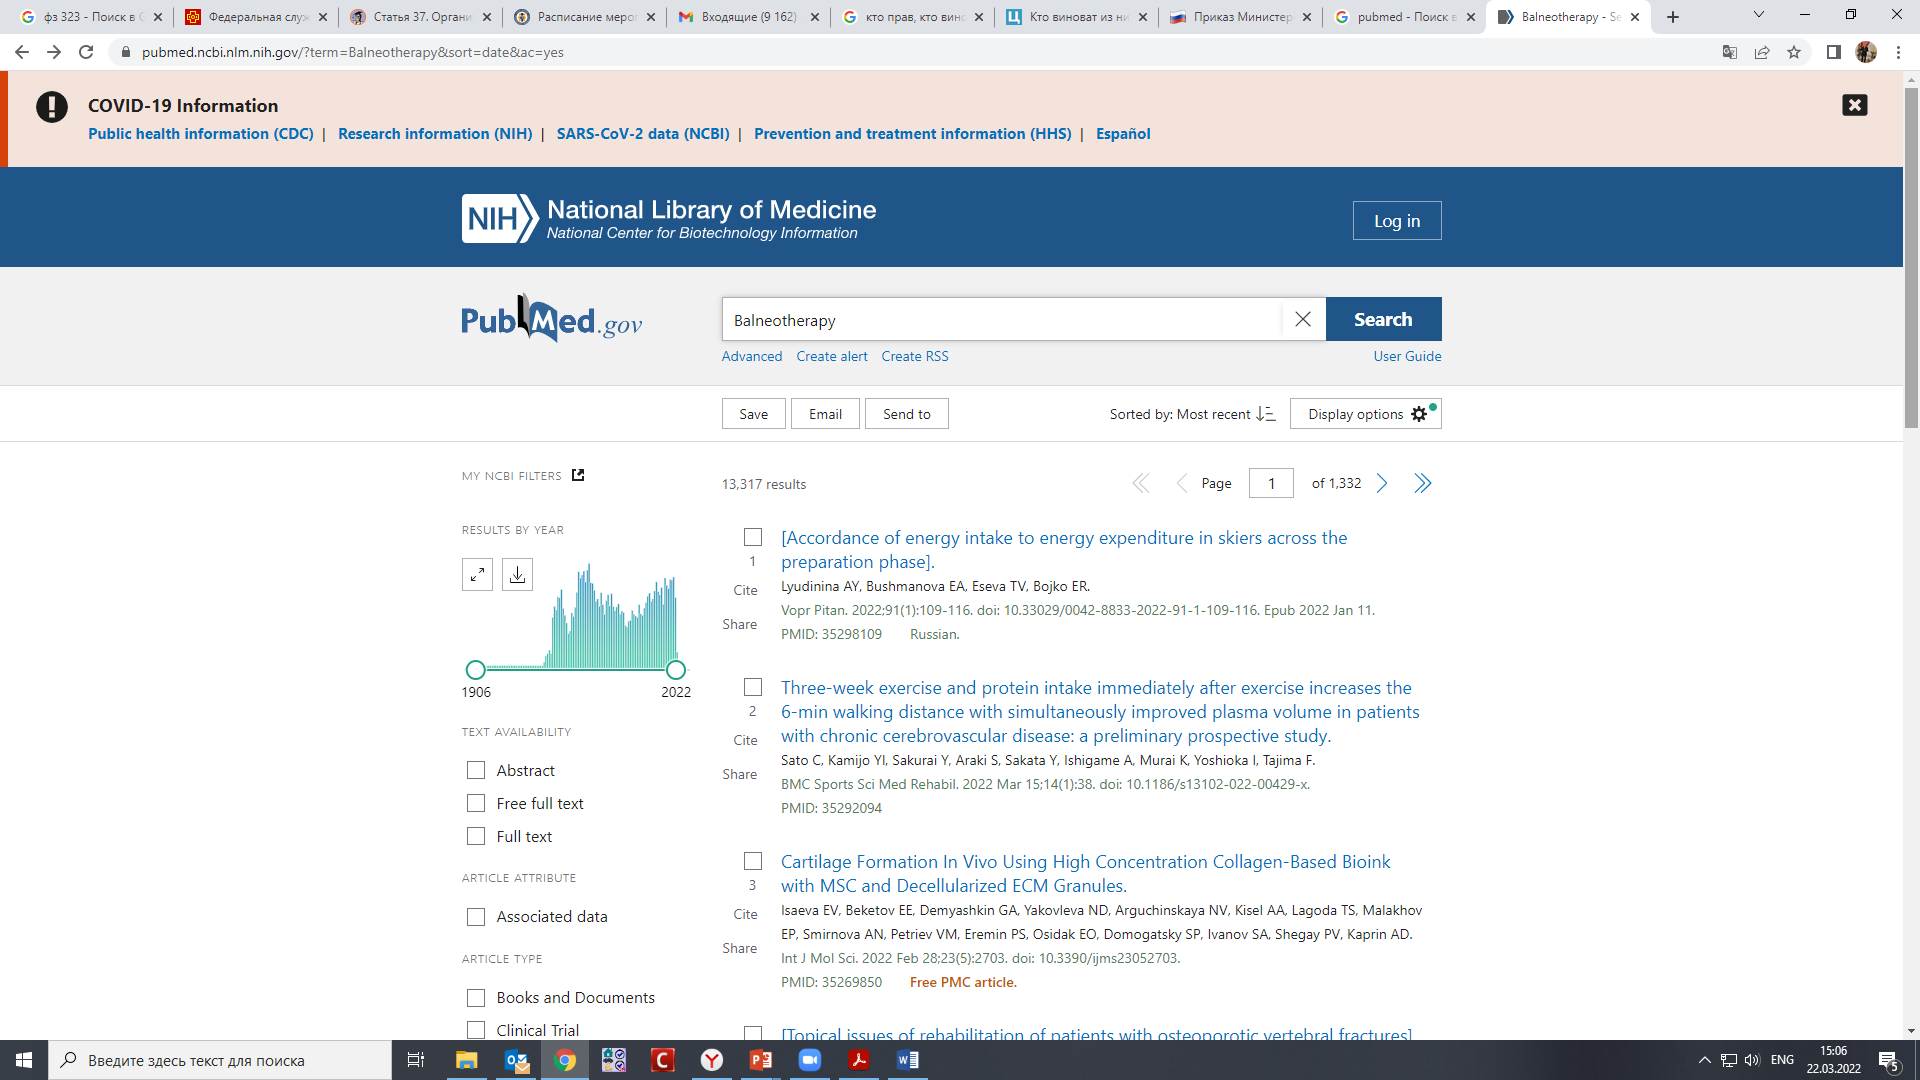 фз 323 - Поиск в G
Федеральная служ
Статья 37. Органи
Расписание мерог
Входящие (9 162)
кто прав, кто вино
Кто виноват из ни
Приказ Министер
pubmed - Поиск в
Balneotherapy - Se
pubmed.ncbi.nlm.nih.gov/?term=Balneotherapy&sort=date&ac=yes
COVID-19 Information
Public health information (CDC) | Research information (NIH) | SARS-CoV-2 data (NCBI) | Prevention and treatment information (HHS) | Español
NIH National Library of Medicine
National Center for Biotechnology Information
Log in
PubMed.gov
Balneotherapy
Search
Advanced Create alert Create RSS
User Guide
Save Email Send to
Sorted by: Most recent
Display options
MY NCBI FILTERS
13,317 results
Page 1 of 1,332
RESULTS BY YEAR
1906 2022
TEXT AVAILABILITY
Abstract
Free full text
Full text
ARTICLE ATTRIBUTE
Associated data
ARTICLE TYPE
Books and Documents
Clinical Trial
1
Cite
Share
[Accordance of energy intake to energy expenditure in skiers across the
preparation phase].
Lyudinina AY, Bushmanova EA, Eseva TV, Bojko ER.
Vopr Pitan. 2022;91(1):109-116. doi: 10.33029/0042-8833-2022-91-1-109-116. Epub 2022 Jan 11.
PMID: 35298109 Russian.
2
Cite
Share
Three-week exercise and protein intake immediately after exercise increases the
6-min walking distance with simultaneously improved plasma volume in patients
with chronic cerebrovascular disease: a preliminary prospective study.
Sato C, Kamijo YI, Sakurai Y, Araki S, Sakata Y, Ishigame A, Murai K, Yoshioka I, Tajima F.
BMC Sports Sci Med Rehabil. 2022 Mar 15;14(1):38. doi: 10.1186/s13102-022-00429-x.
PMID: 35292094
3
Cite
Share
Cartilage Formation In Vivo Using High Concentration Collagen-Based Bioink
with MSC and Decellularized ECM Granules.
Isaeva EV, Beketov EE, Demyashkin GA, Yakovleva ND, Arguchinskaya NV, Kisel AA, Lagoda TS, Malakhov
EP, Smirnova AN, Petriev VM, Eremin PS, Osidak EO, Domogatsky SP, Ivanov SA, Shegay PV, Kaprin AD.
Int J Mol Sci. 2022 Feb 28;23(5):2703. doi: 10.3390/ijms23052703.
PMID: 35269850 Free PMC article.
[Topical issues of rehabilitation of patients with osteoporotic vertebral fractures]
Введите здесь текст для поиска
ENG
15:06
22.03.2022
5